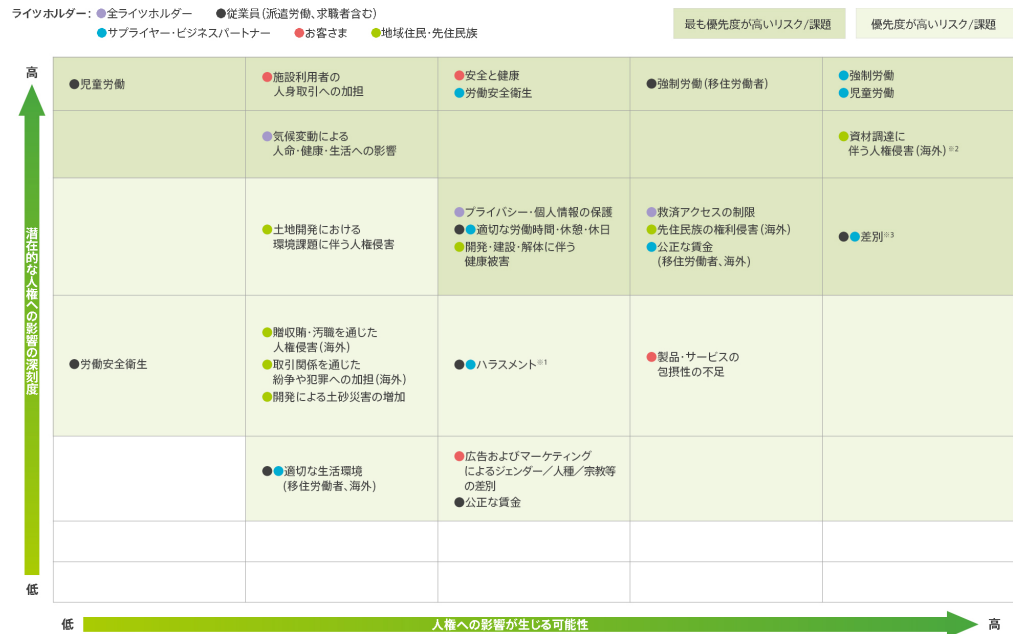 ライツホルダー： ●全ライツホルダー ●従業員（派遣労働、求職者含む）
●サプライヤー・ビジネスパートナー ●お客さま ●地域住民・先住民族
最も優先度が高いリスク/課題
優先度が高いリスク/課題
高
潜在的な人権への影響の深刻度
低
●児童労働
●施設利用者の
人身取引への加担
●安全と健康
●労働安全衛生
●強制労働（移住労働者）
●強制労働
●児童労働
●気候変動による
人命・健康・生活への影響
●資材調達に
伴う人権侵害（海外）※2
●土地開発における
環境課題に伴う人権侵害
●プライバシー・個人情報の保護
●●適切な労働時間・休憩・休日
●開発・建設・解体に伴う
健康被害
●救済アクセスの制限
●先住民族の権利侵害（海外）
●公正な賃金
（移住労働者、海外）
●●差別※3
●労働安全衛生
●贈収賄・汚職を通じた
人権侵害（海外）
●取引関係を通じた
紛争や犯罪への加担（海外）
●開発による土砂災害の増加
●●ハラスメント※1
●製品・サービスの
包摂性の不足
●●適切な生活環境
（移住労働者、海外）
●広告およびマーケティング
によるジェンダー／人種／宗教等
の差別
●公正な賃金
低
人権への影響が生じる可能性
高